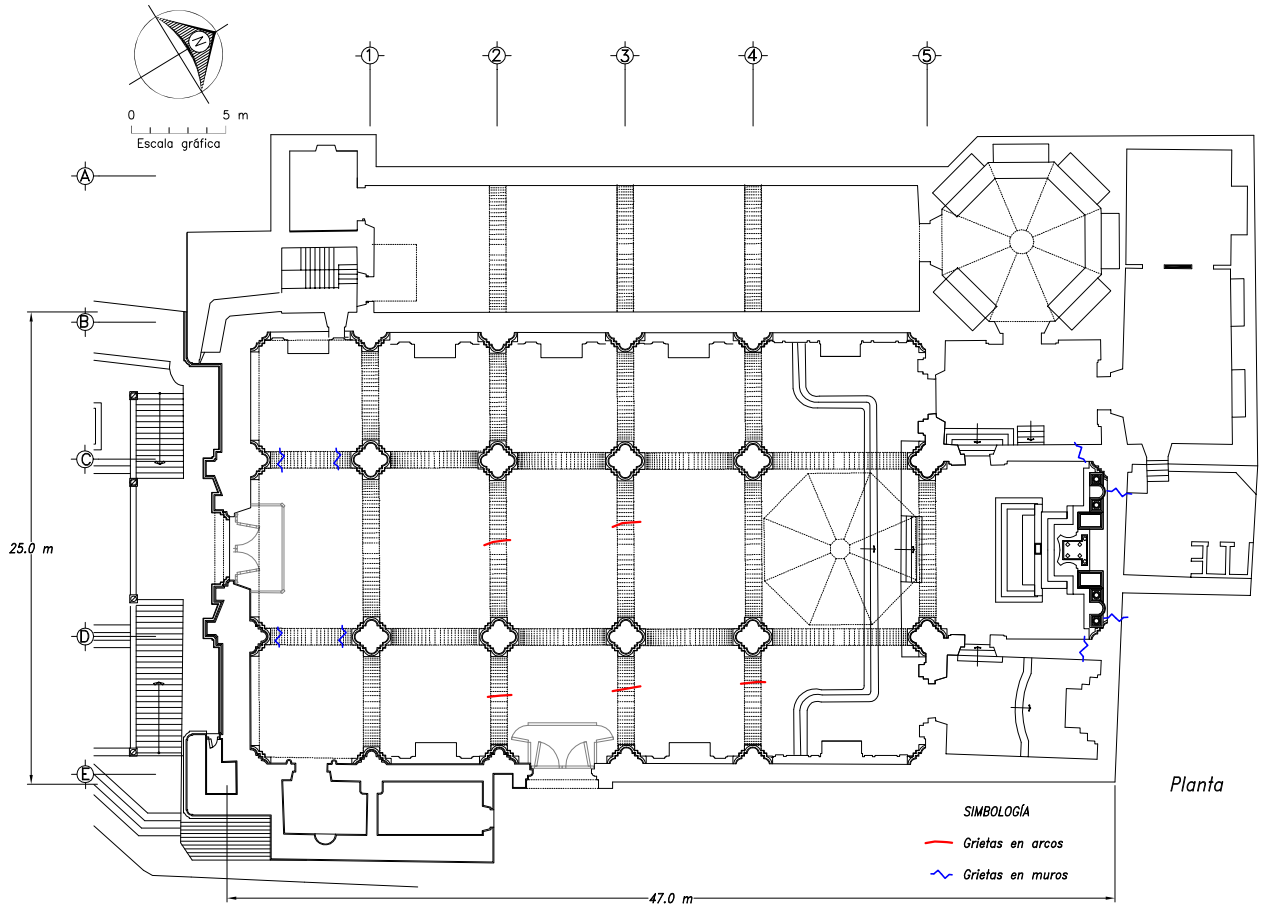 N
0 5 m
Escala gráfica
1 2 3 4 5
A
B
C
25.0 m
D
E
Planta
SIMBOLOGÍA
Grietas en arcos
Grietas en muros
47.0 m